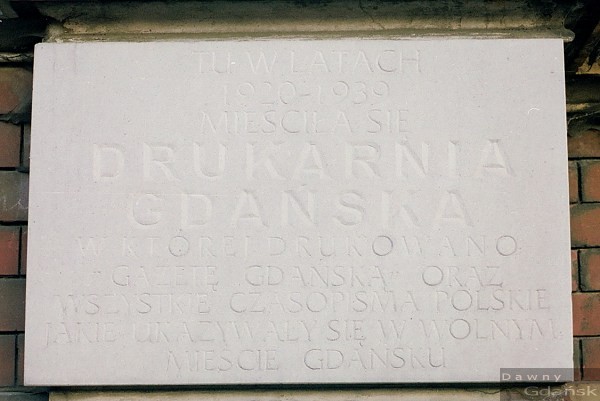 TU W LATACH
1920-1939
MIEŚCIŁA SIĘ
DRUKARNIA
GDAŃSKA
W KTÓREJ DRUKOWANO
"GAZETĘ GDAŃSKĄ" ORAZ
WSZYSTKIE CZASOPISMA POLSKIE
JAKIE UKAZYWAŁY SIĘ W WOLNYM
MIEŚCIE GDAŃSKU
Dawny
Gdańsk